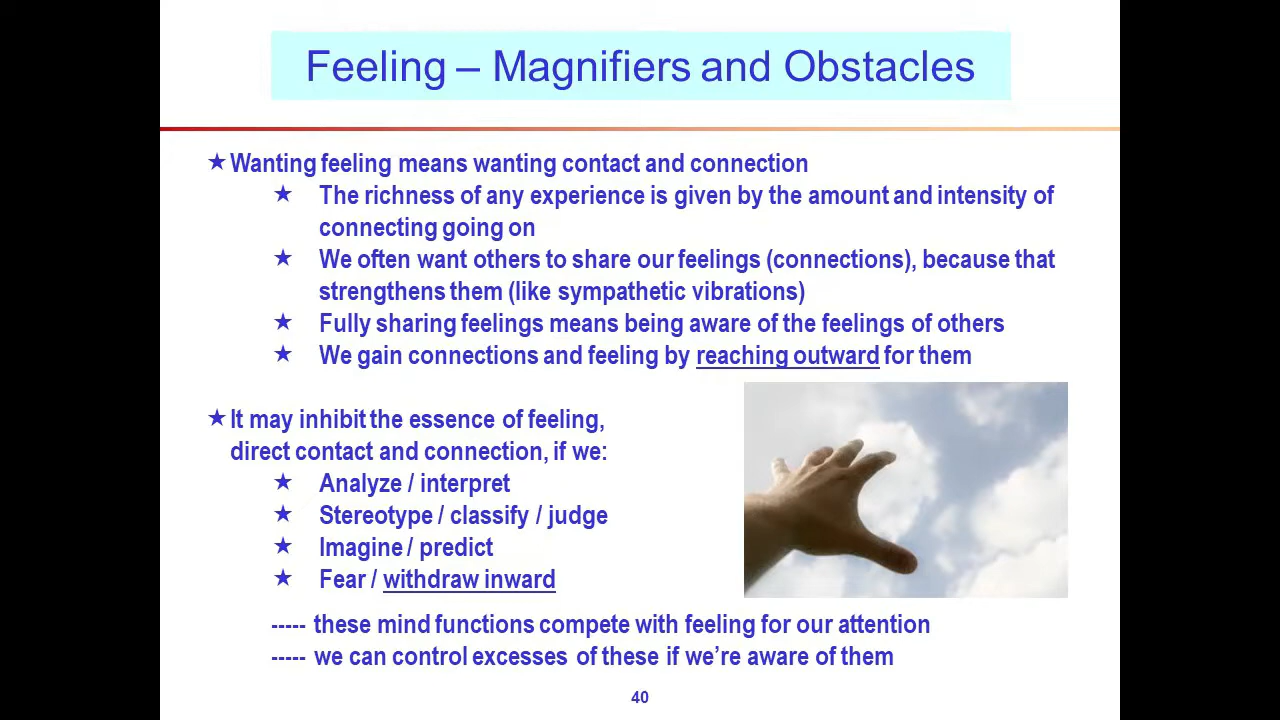 Feeling – Magnifiers and Obstacles
★ Wanting feeling means wanting contact and connection
★ The richness of any experience is given by the amount and intensity of
connecting going on
★ We often want others to share our feelings (connections), because that
strengthens them (like sympathetic vibrations)
★ Fully sharing feelings means being aware of the feelings of others
★ We gain connections and feeling by reaching outward for them
★ It may inhibit the essence of feeling,
direct contact and connection, if we:
★ Analyze / interpret
★ Stereotype / classify / judge
★ Imagine / predict
★ Fear / withdraw inward
----- these mind functions compete with feeling for our attention
----- we can control excesses of these if we’re aware of them
40